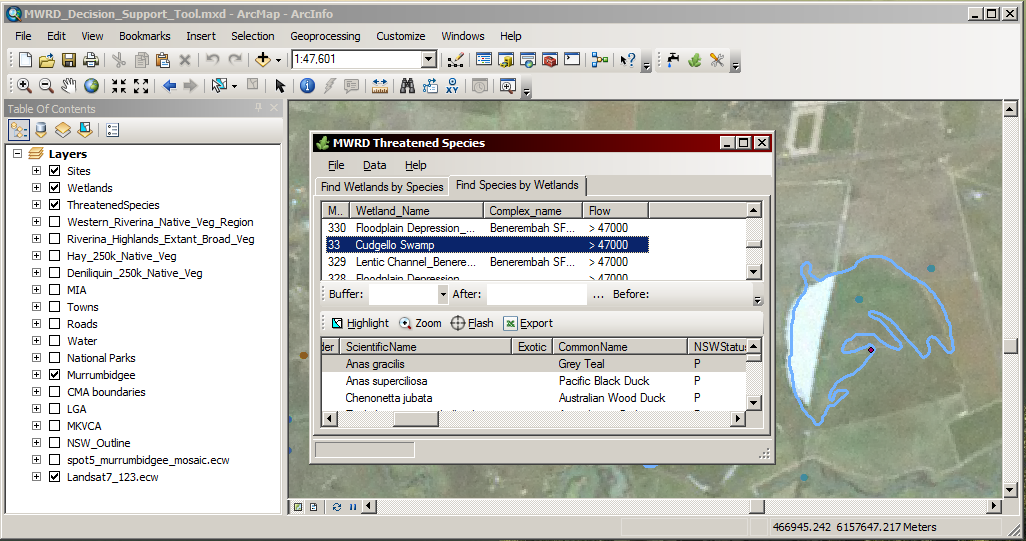 MWRD_Decision_Support_Tool.mxd - ArcMap - ArcInfo
File Edit View Bookmarks Insert Selection Geoprocessing Customize Windows Help
1:47,601
Table Of Contents
Layers
Sites
Wetlands
ThreatenedSpecies
Western_Riverina_Native_Veg_Region
Riverina_Highlands_Extant_Broad_Veg
Hay_250k_Native_Veg
Deniliquin_250k_Native_Veg
MIA
Towns
Roads
Water
National Parks
Murrumbidgee
CMA boundaries
LGA
MKVCA
NSW_Outline
spot5_murrumbidgee_mosaic.ecw
Landsat7_123.ecw
MWRD Threatened Species
File Data Help
Find Wetlands by Species Find Species by Wetlands
M.. Wetland_Name Complex_name Flow
330 Floodplain Depression_... Benerembah SF... > 47000
33 Cudgello Swamp > 47000
329 Lentic Channel_Benere... Benerembah SF... > 47000
328 Floodplain Depression
Buffer: After: ... Before:
Highlight Zoom Flash Export
der ScientificName Exotic CommonName NSWStatus
Anas gracilis Grey Teal P
Anas superciliosa Pacific Black Duck P
Chenonetta jubata Australian Wood Duck P
466945.242 6157647.217 Meters